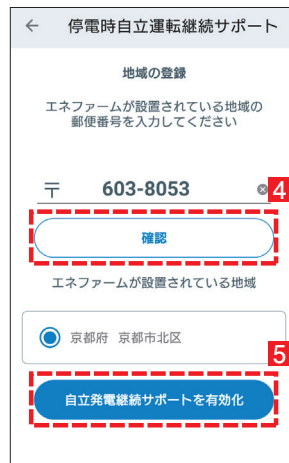 ← 停電時自立運転継続サポート
地域の登録
エネファームが設置されている地域の
郵便番号を入力してください
〒 603-8053
4
確認
エネファームが設置されている地域
京都府 京都市北区
5
自立発電継続サポートを有効化